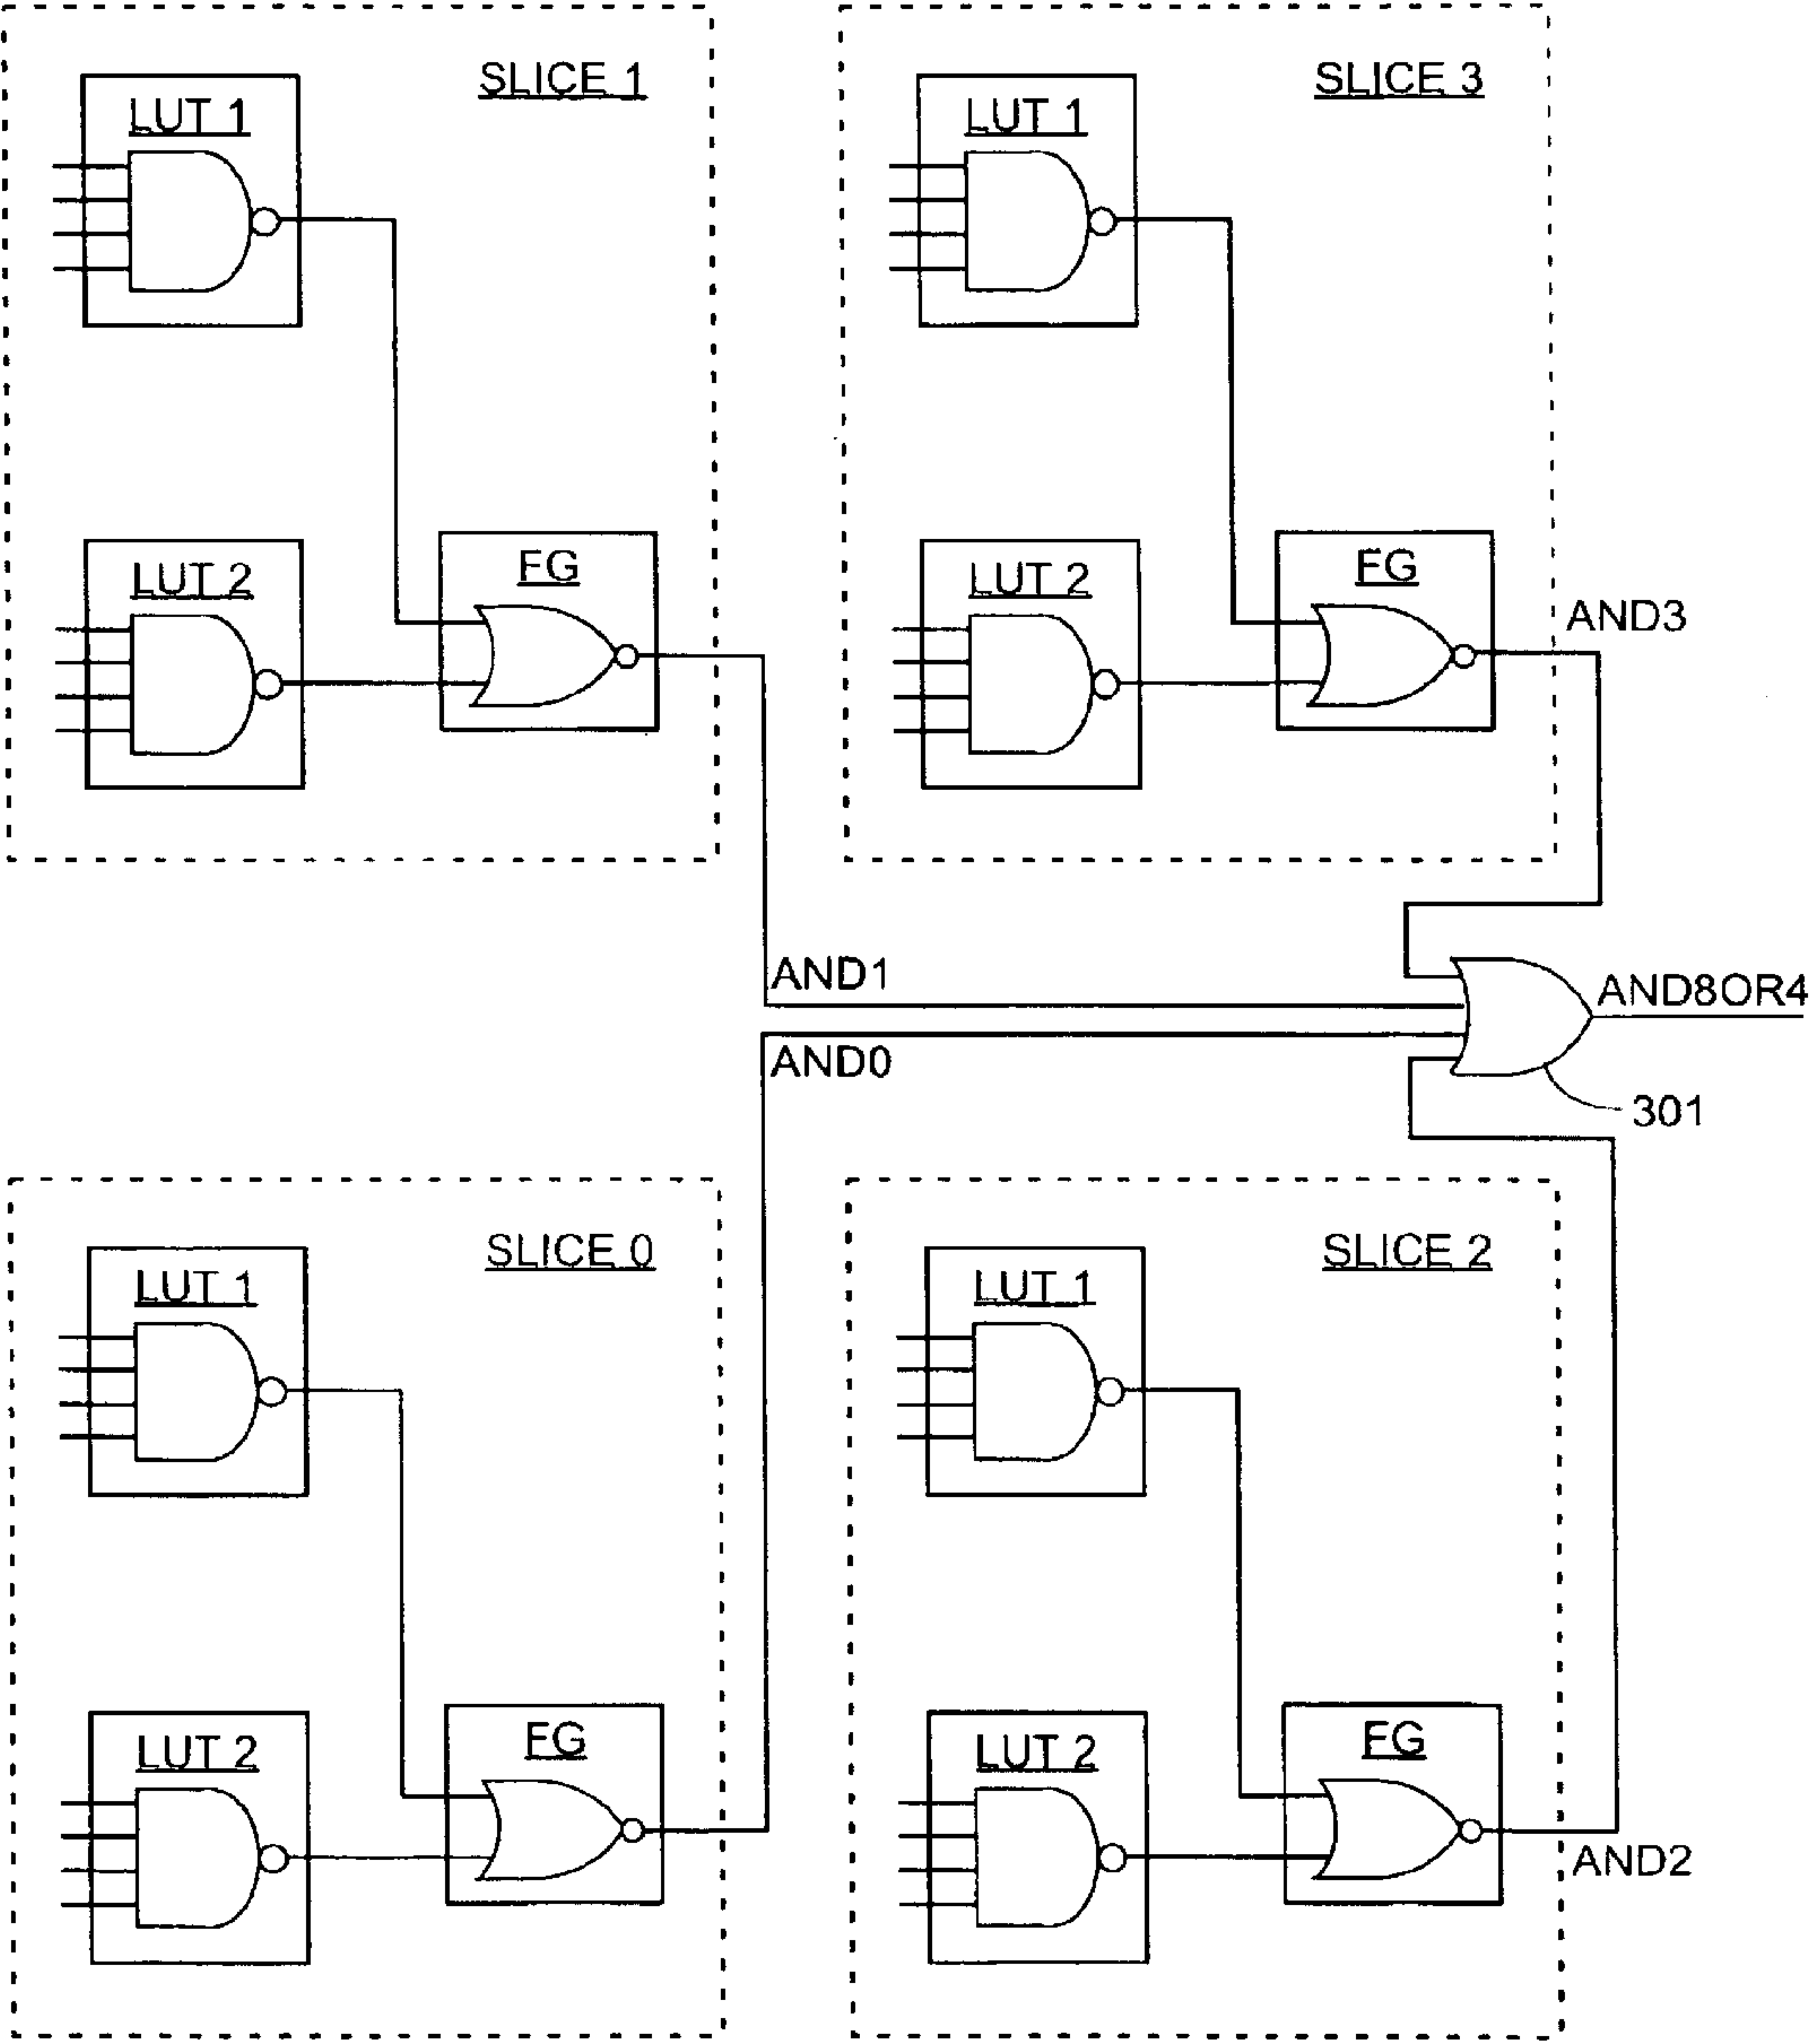 SLICE 1
LUT 1
LUT 2
FG
SLICE 3
LUT 1
LUT 2
FG
AND3
AND1
AND0
AND8OR4
301
SLICE 0
LUT 1
LUT 2
FG
SLICE 2
LUT 1
LUT 2
FG
AND2